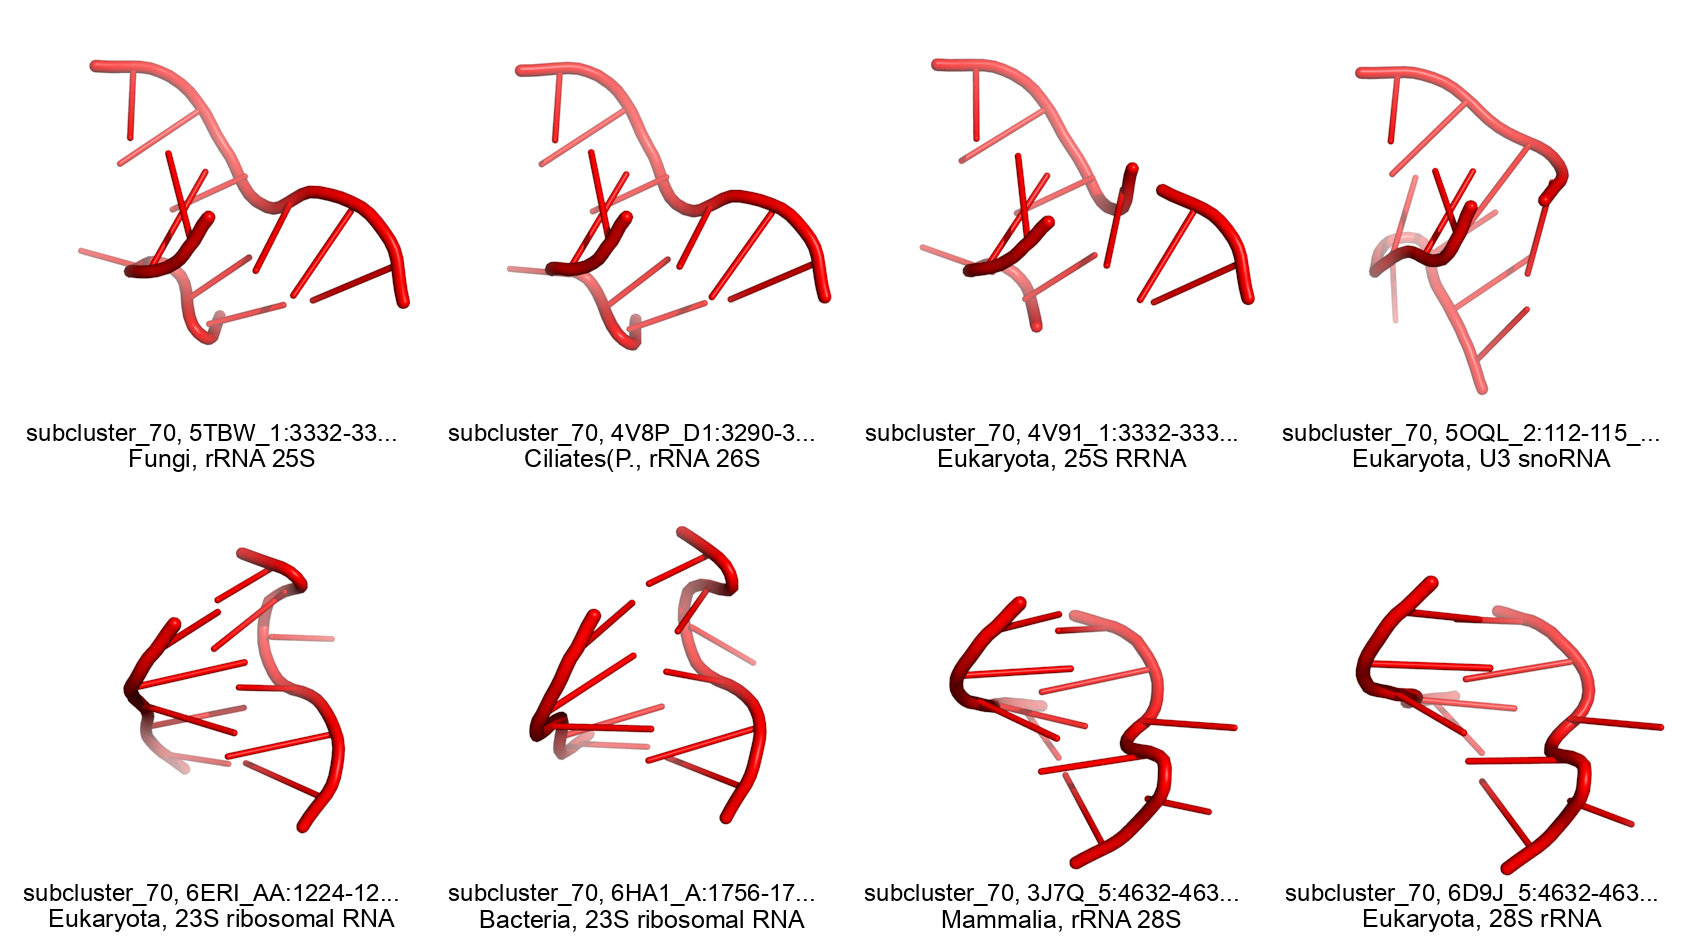 subcluster_70, 5TBW_1:3332-33...
Fungi, rRNA 25S
subcluster_70, 4V8P_D1:3290-3...
Ciliates(P., rRNA 26S
subcluster_70, 4V91_1:3332-333...
Eukaryota, 25S RRNA
subcluster_70, 5OQL_2:112-115_...
Eukaryota, U3 snoRNA
subcluster_70, 6ERI_AA:1224-12...
Eukaryota, 23S ribosomal RNA
subcluster_70, 6HA1_A:1756-17...
Bacteria, 23S ribosomal RNA
subcluster_70, 3J7Q_5:4632-463...
Mammalia, rRNA 28S
subcluster_70, 6D9J_5:4632-463...
Eukaryota, 28S rRNA